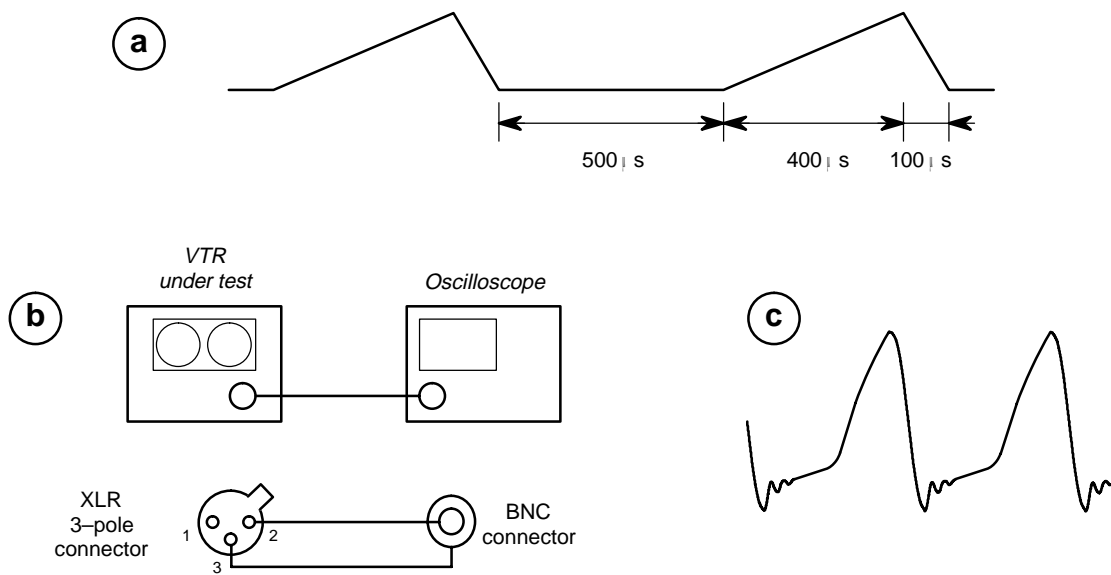 a
500 μ s
400 μ s
100 μ s
VTR
under test
Oscilloscope
b
c
XLR
3–pole
connector
1
2
3
BNC
connector